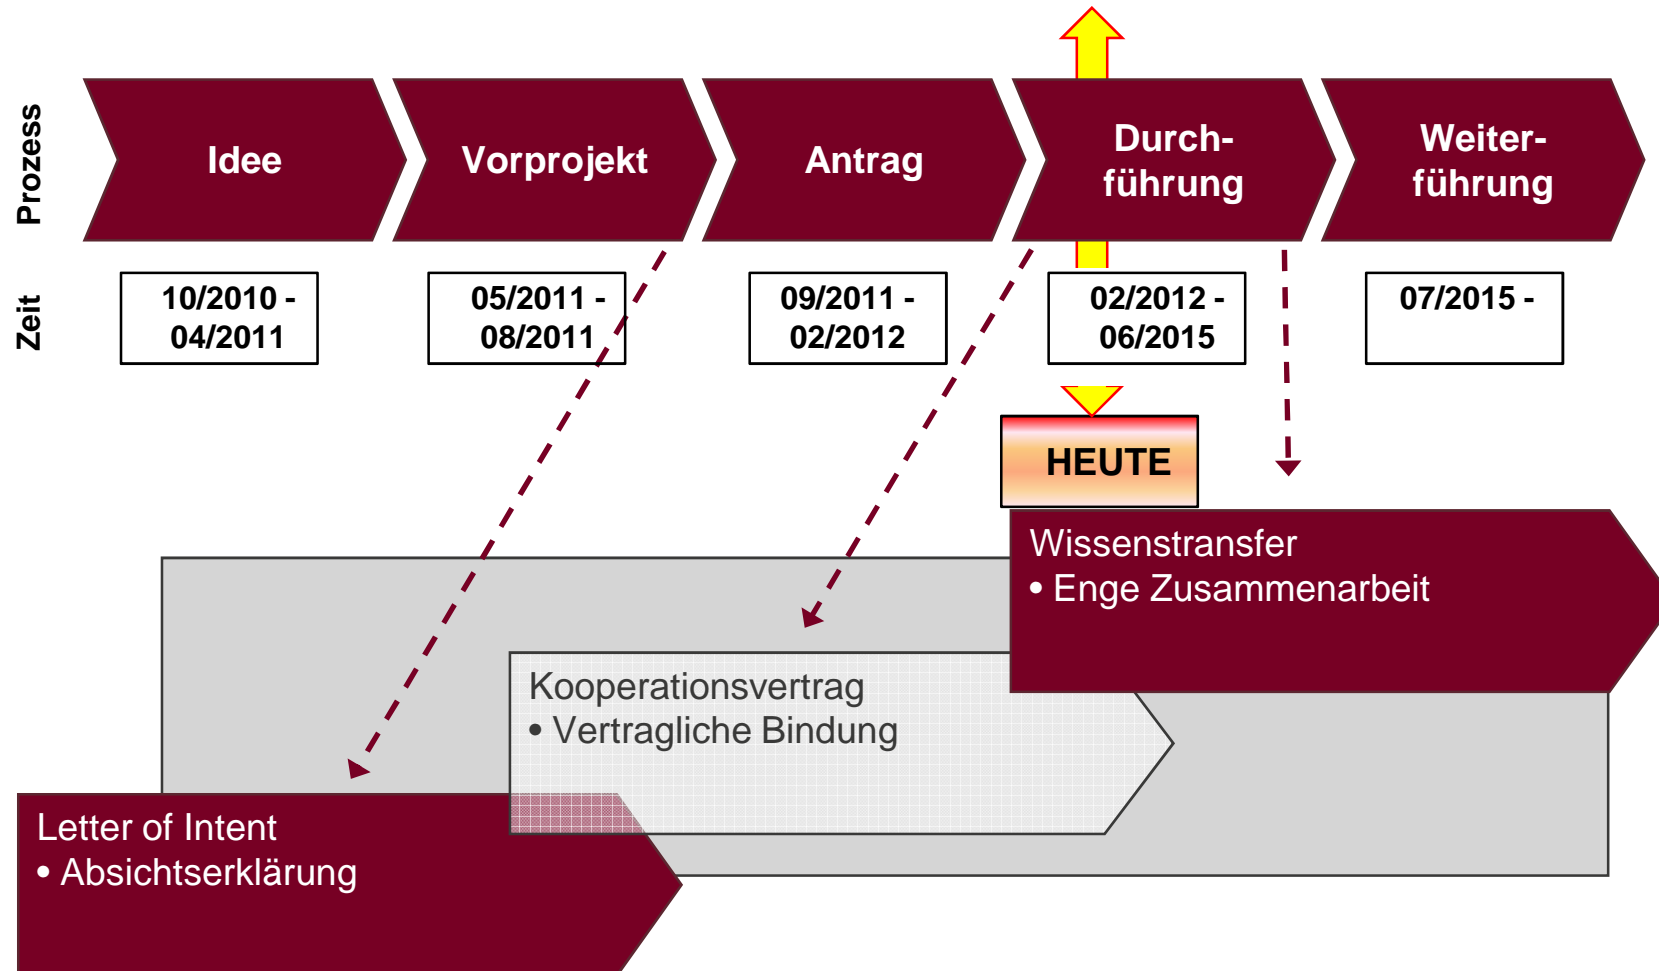 Prozess
Idee
Vorprojekt
Antrag
Durch-
führung
Weiter-
führung
Zeit
10/2010 -
04/2011
05/2011 -
08/2011
09/2011 -
02/2012
02/2012 -
06/2015
07/2015 -
HEUTE
Wissenstransfer
• Enge Zusammenarbeit
Kooperationsvertrag
• Vertragliche Bindung
Letter of Intent
• Absichtserklärung